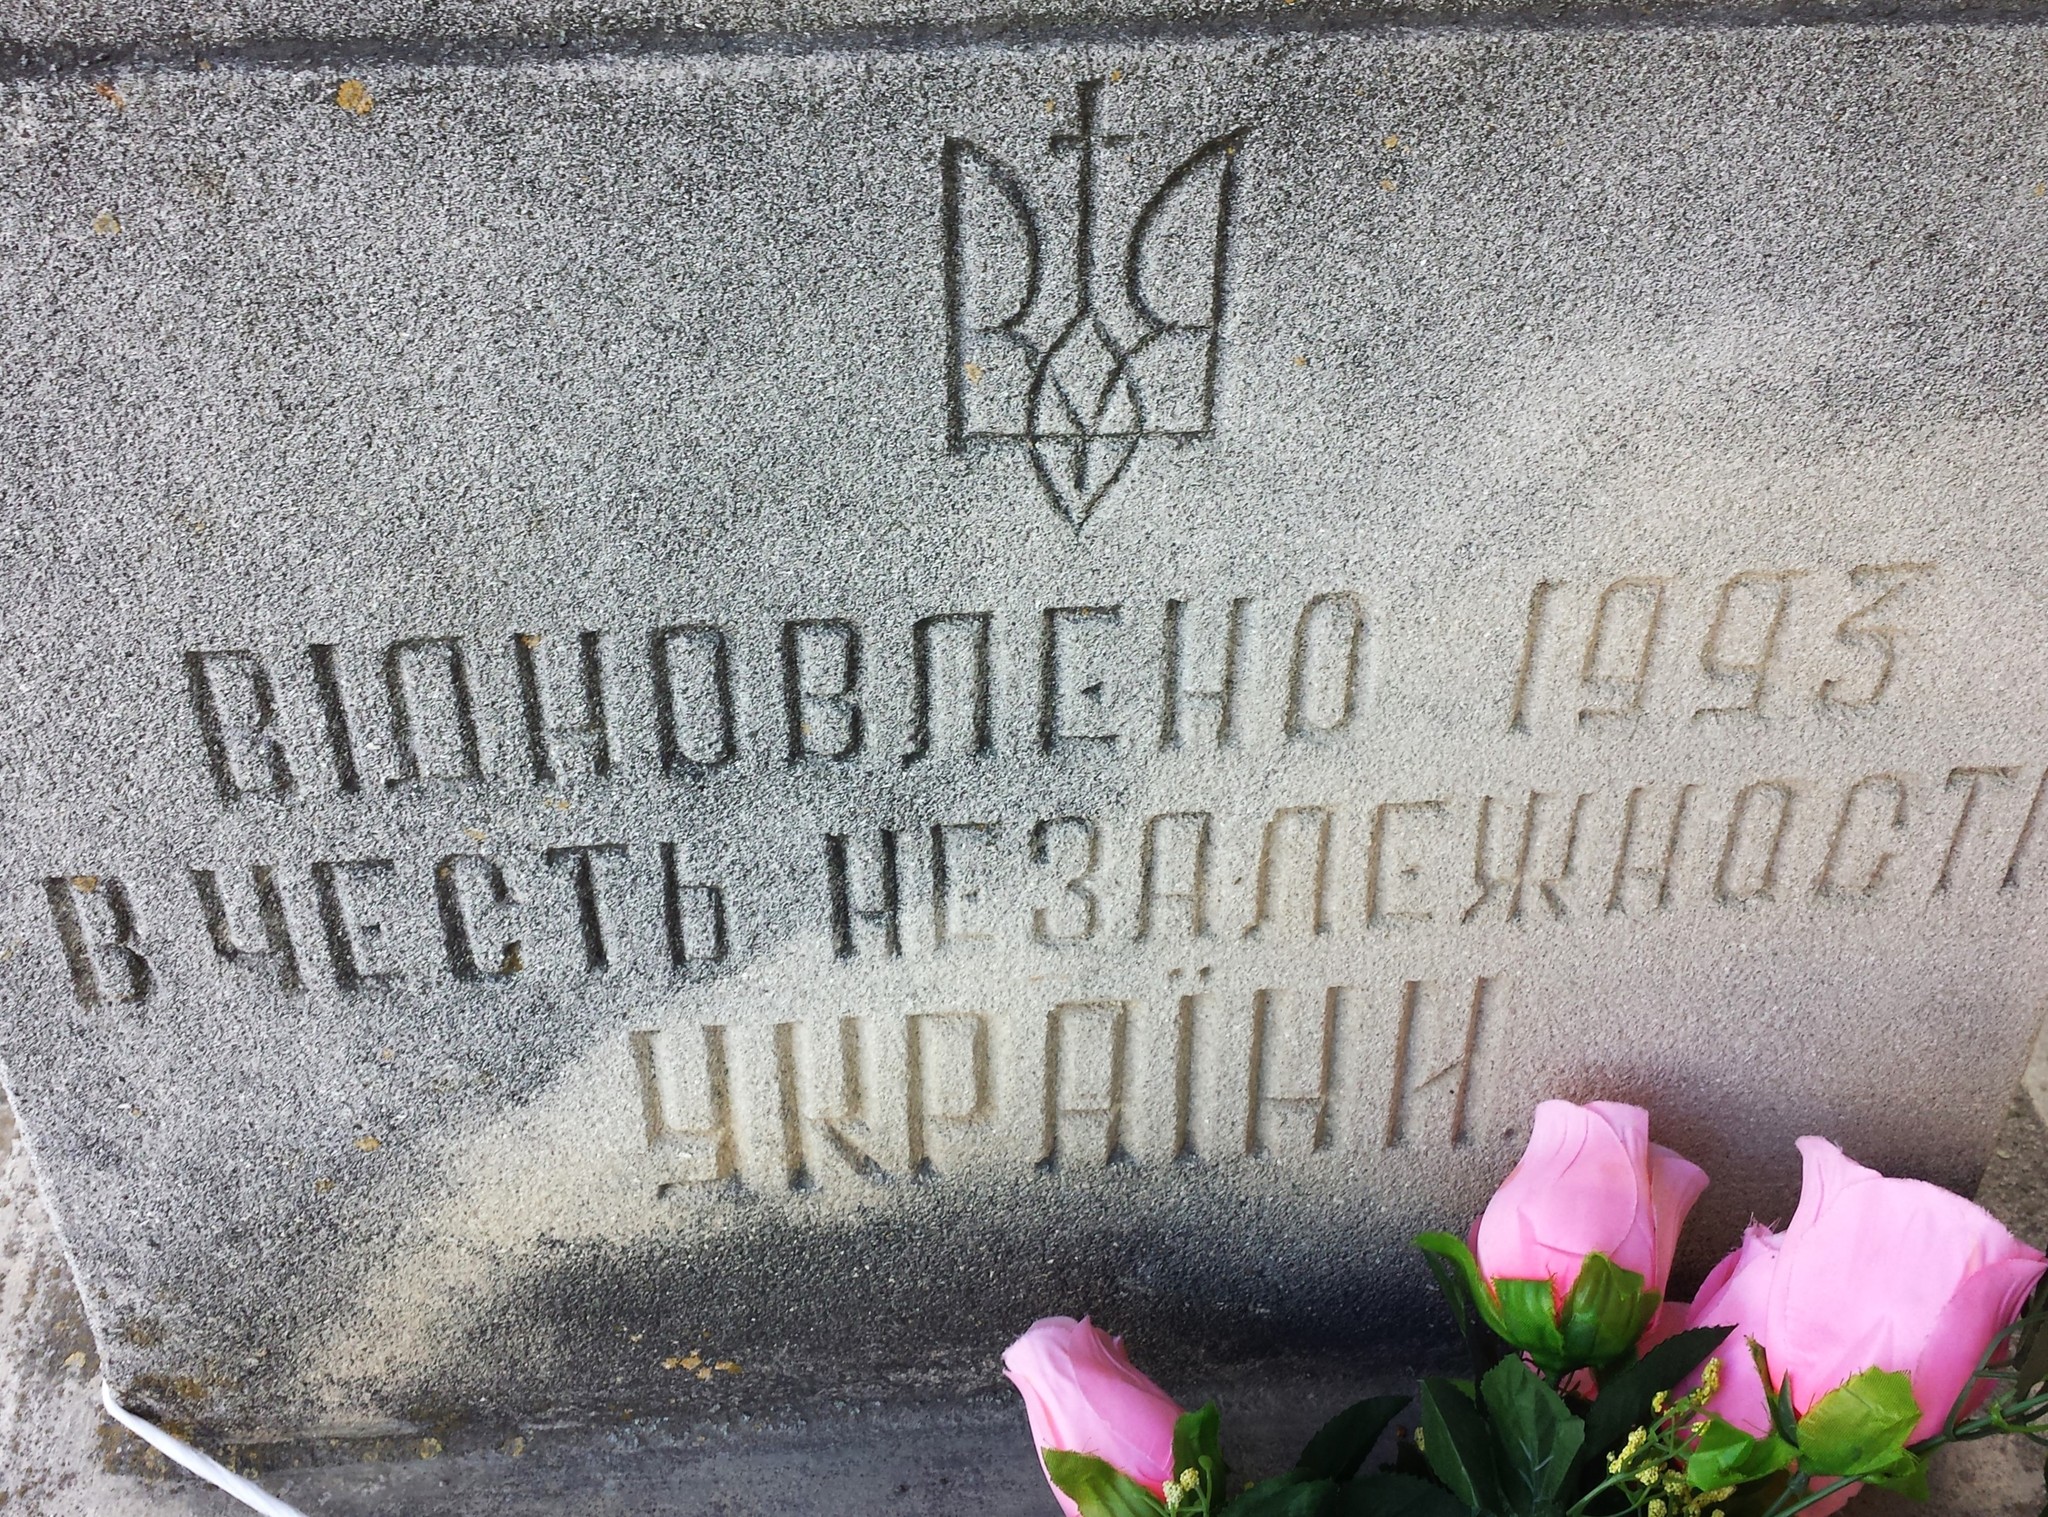 ВІДНОВЛЕНО 1993
В ЧЕСТЬ НЕЗАЛЕЖНОСТІ
УКРАЇНИ